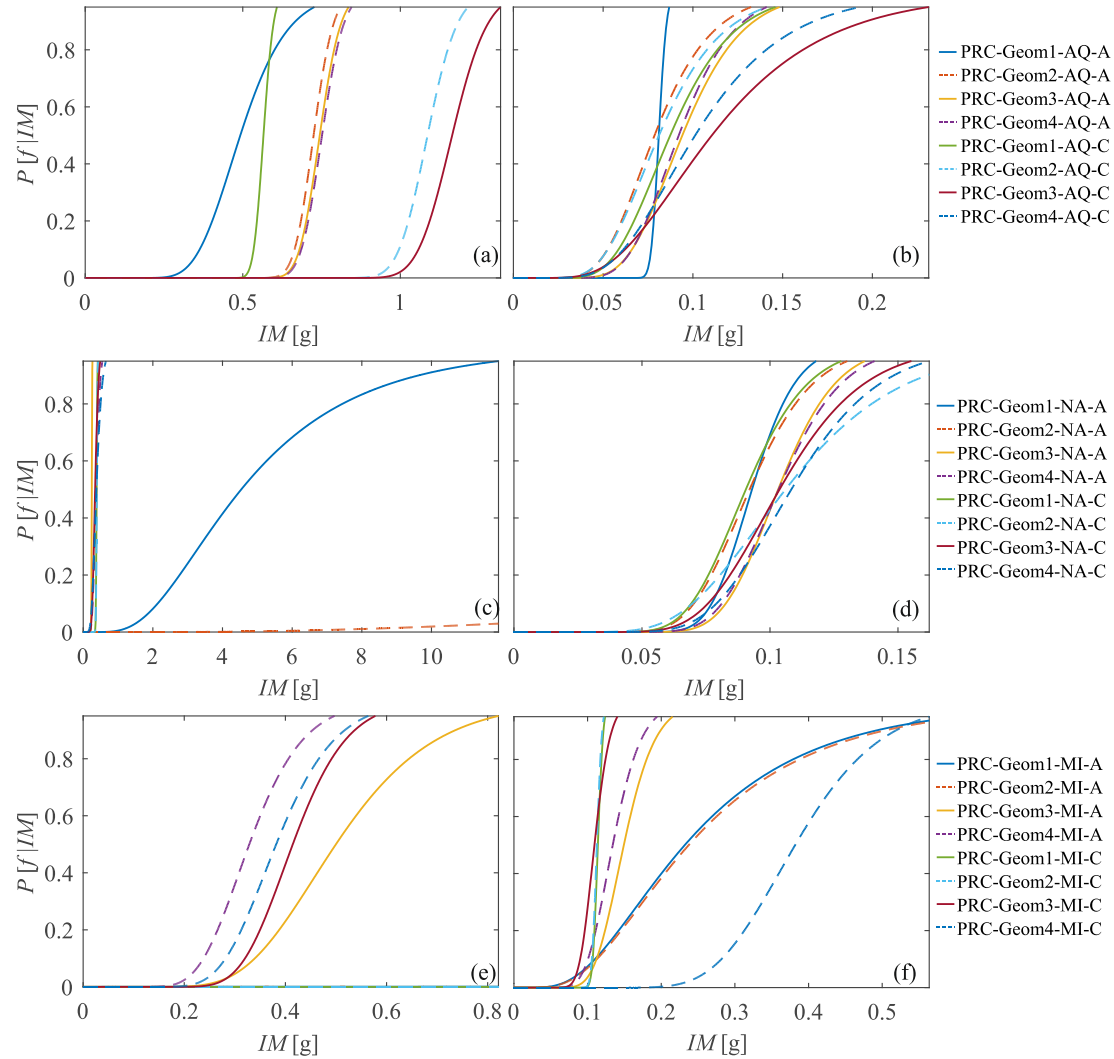 P [f|IM]
0.8
0.6
0.4
0.2
0
0
0.5
1
IM [g]
(a)
0.05
0.1
0.15
0.2
IM [g]
(b)
PRC-Geom1-AQ-A
PRC-Geom2-AQ-A
PRC-Geom3-AQ-A
PRC-Geom4-AQ-A
PRC-Geom1-AQ-C
PRC-Geom2-AQ-C
PRC-Geom3-AQ-C
PRC-Geom4-AQ-C
P [f|IM]
0.8
0.6
0.4
0.2
0
0
2
4
6
8
10
IM [g]
(c)
0
0.05
0.1
0.15
IM [g]
(d)
PRC-Geom1-NA-A
PRC-Geom2-NA-A
PRC-Geom3-NA-A
PRC-Geom4-NA-A
PRC-Geom1-NA-C
PRC-Geom2-NA-C
PRC-Geom3-NA-C
PRC-Geom4-NA-C
P [f|IM]
0.8
0.6
0.4
0.2
0
0
0.2
0.4
0.6
0.8
IM [g]
(e)
0.1
0.2
0.3
0.4
0.5
IM [g]
(f)
PRC-Geom1-MI-A
PRC-Geom2-MI-A
PRC-Geom3-MI-A
PRC-Geom4-MI-A
PRC-Geom1-MI-C
PRC-Geom2-MI-C
PRC-Geom3-MI-C
PRC-Geom4-MI-C